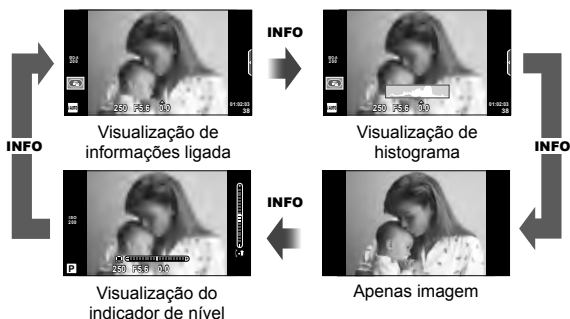 INFO
250 F5.6 0.0
01:02:03
38
Visualização de
informações ligada
250 F5.6 0.0
01:02:03
38
Visualização de
histograma
INFO
INFO
INFO
ISO
200
P
250 F5.6 0.0
Visualização do
indicador de nível
Apenas imagem